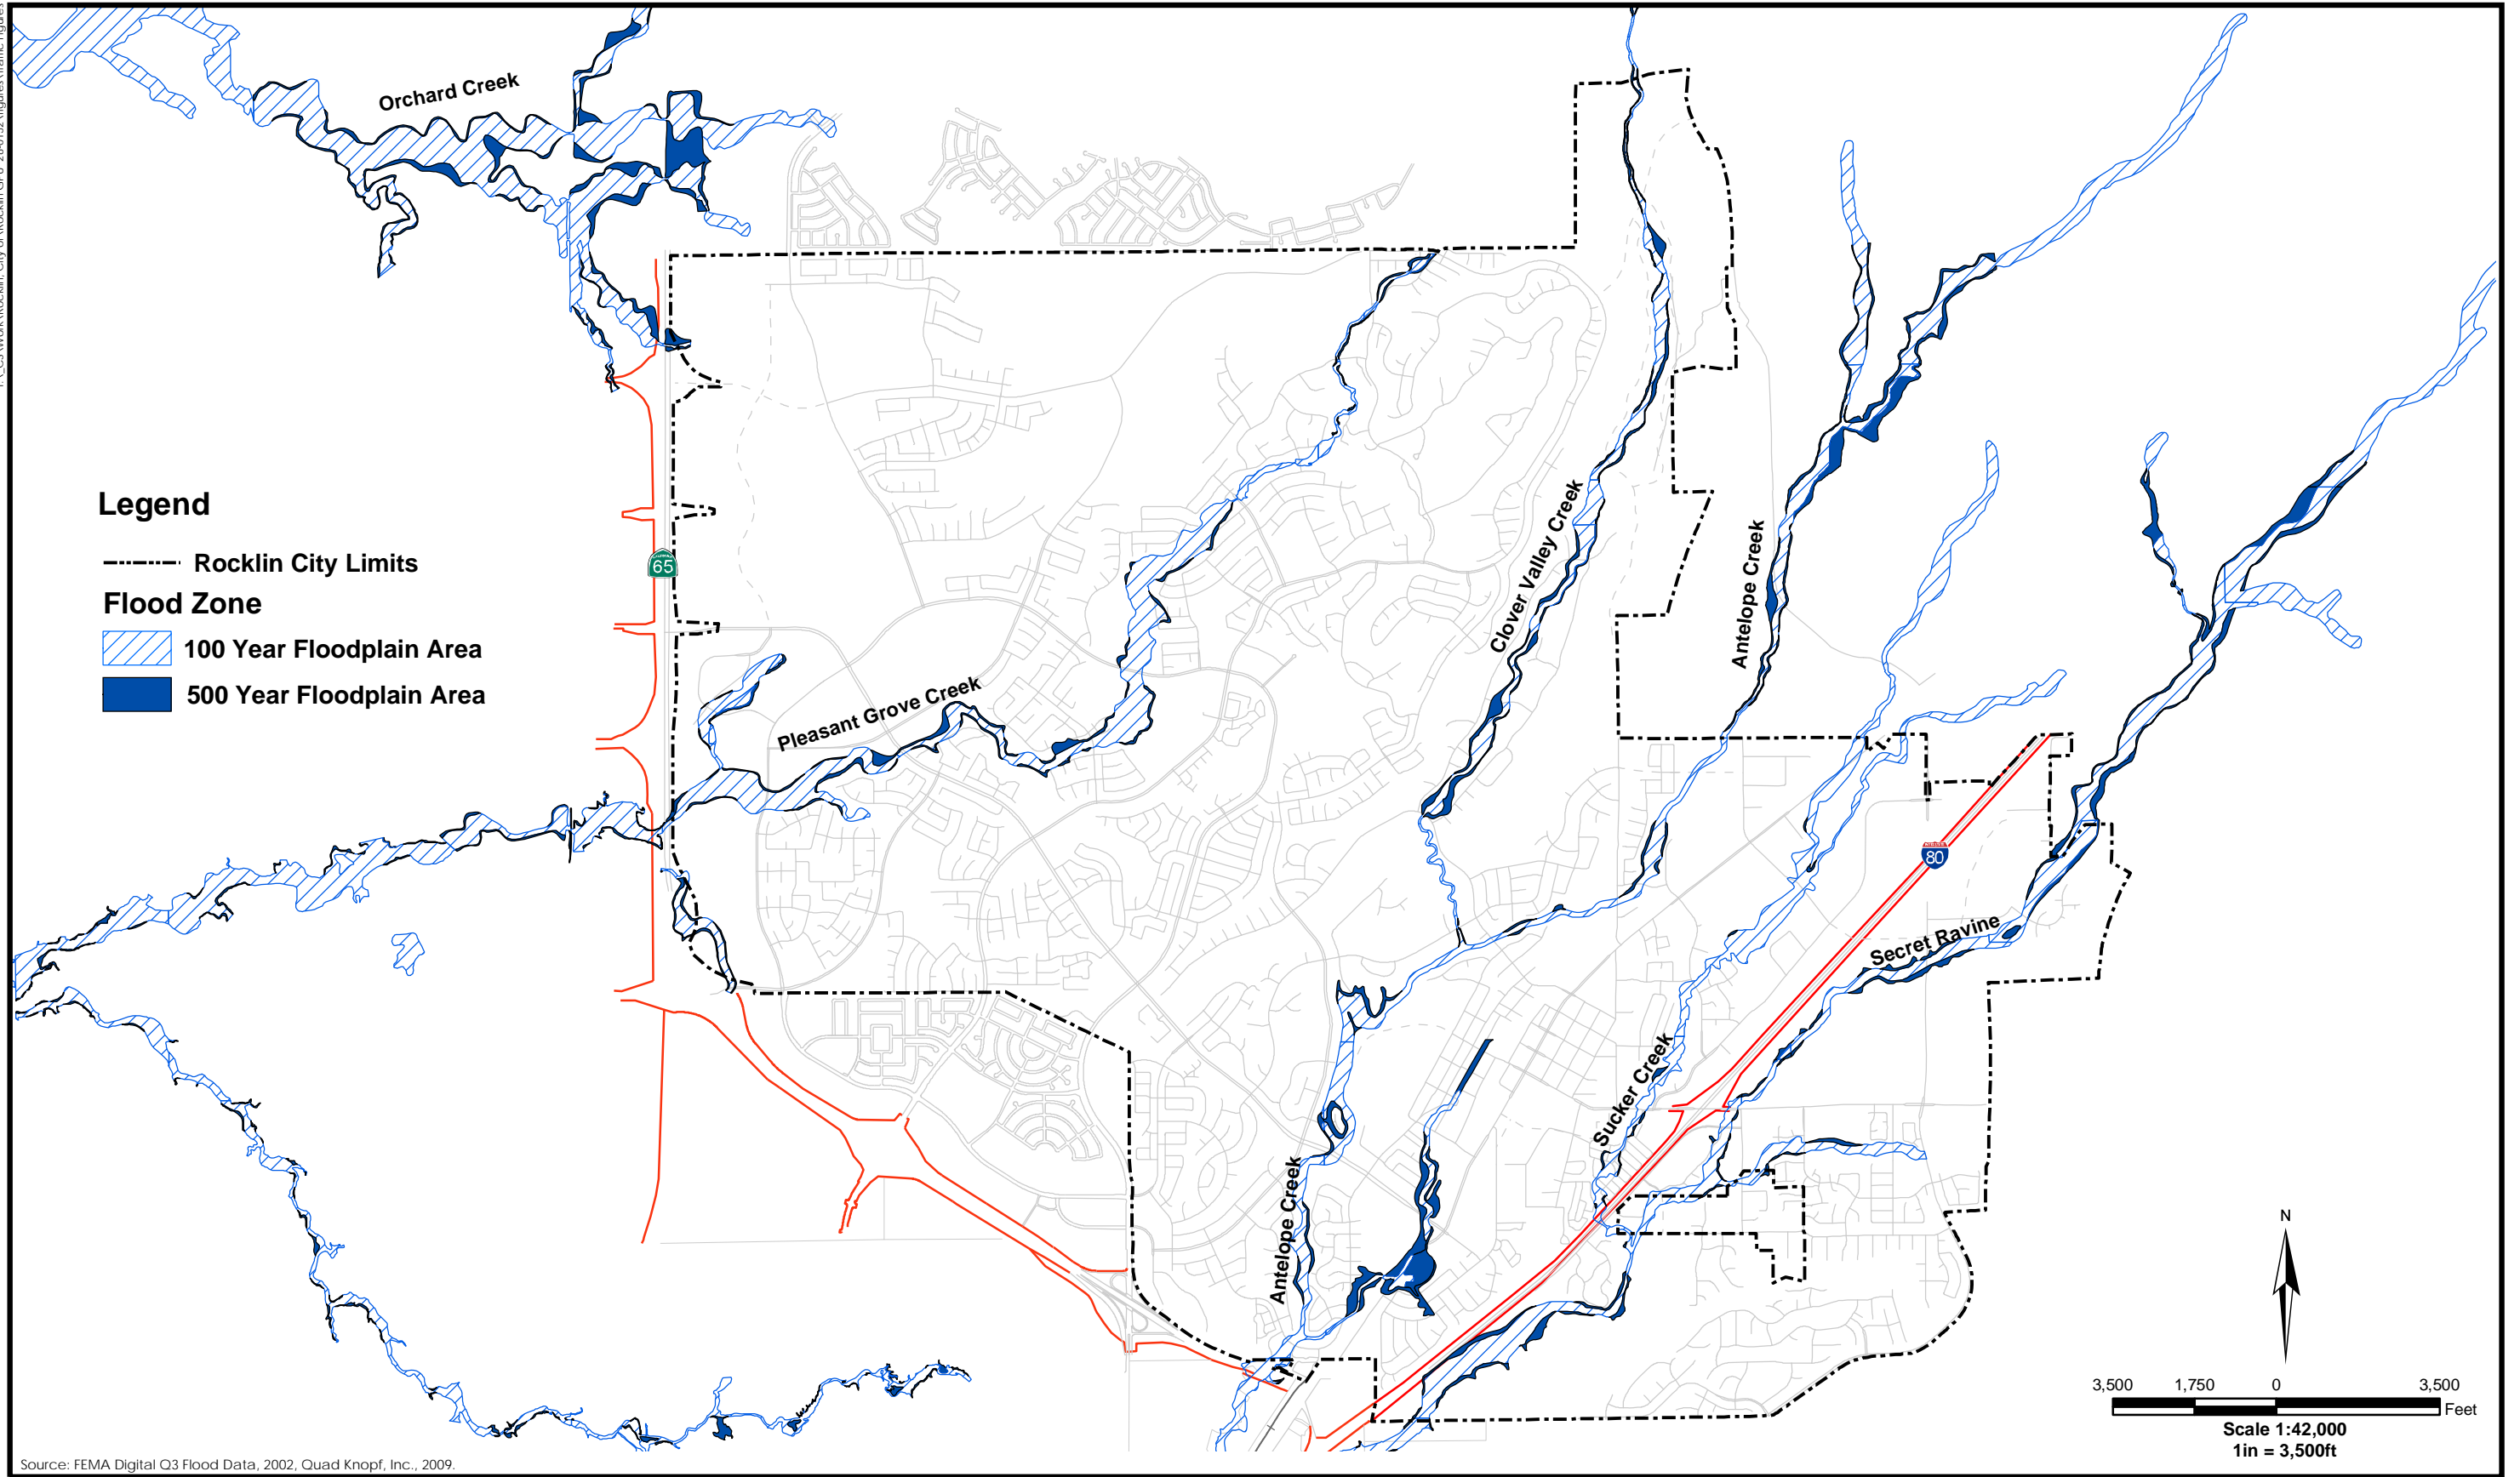 Orchard Creek
Legend
Rocklin City Limits
Flood Zone
100 Year Floodplain Area
500 Year Floodplain Area
65
Clover Valley Creek
Antelope Creek
Pleasant Grove Creek
80
Secret Ravine
Sucker Creek
Antelope Creek
N
3,500 1,750 0 3,500
Feet
Scale 1:42,000
1in = 3,500ft
Source: FEMA Digital Q3 Flood Data, 2002, Quad Knopf, Inc., 2009.